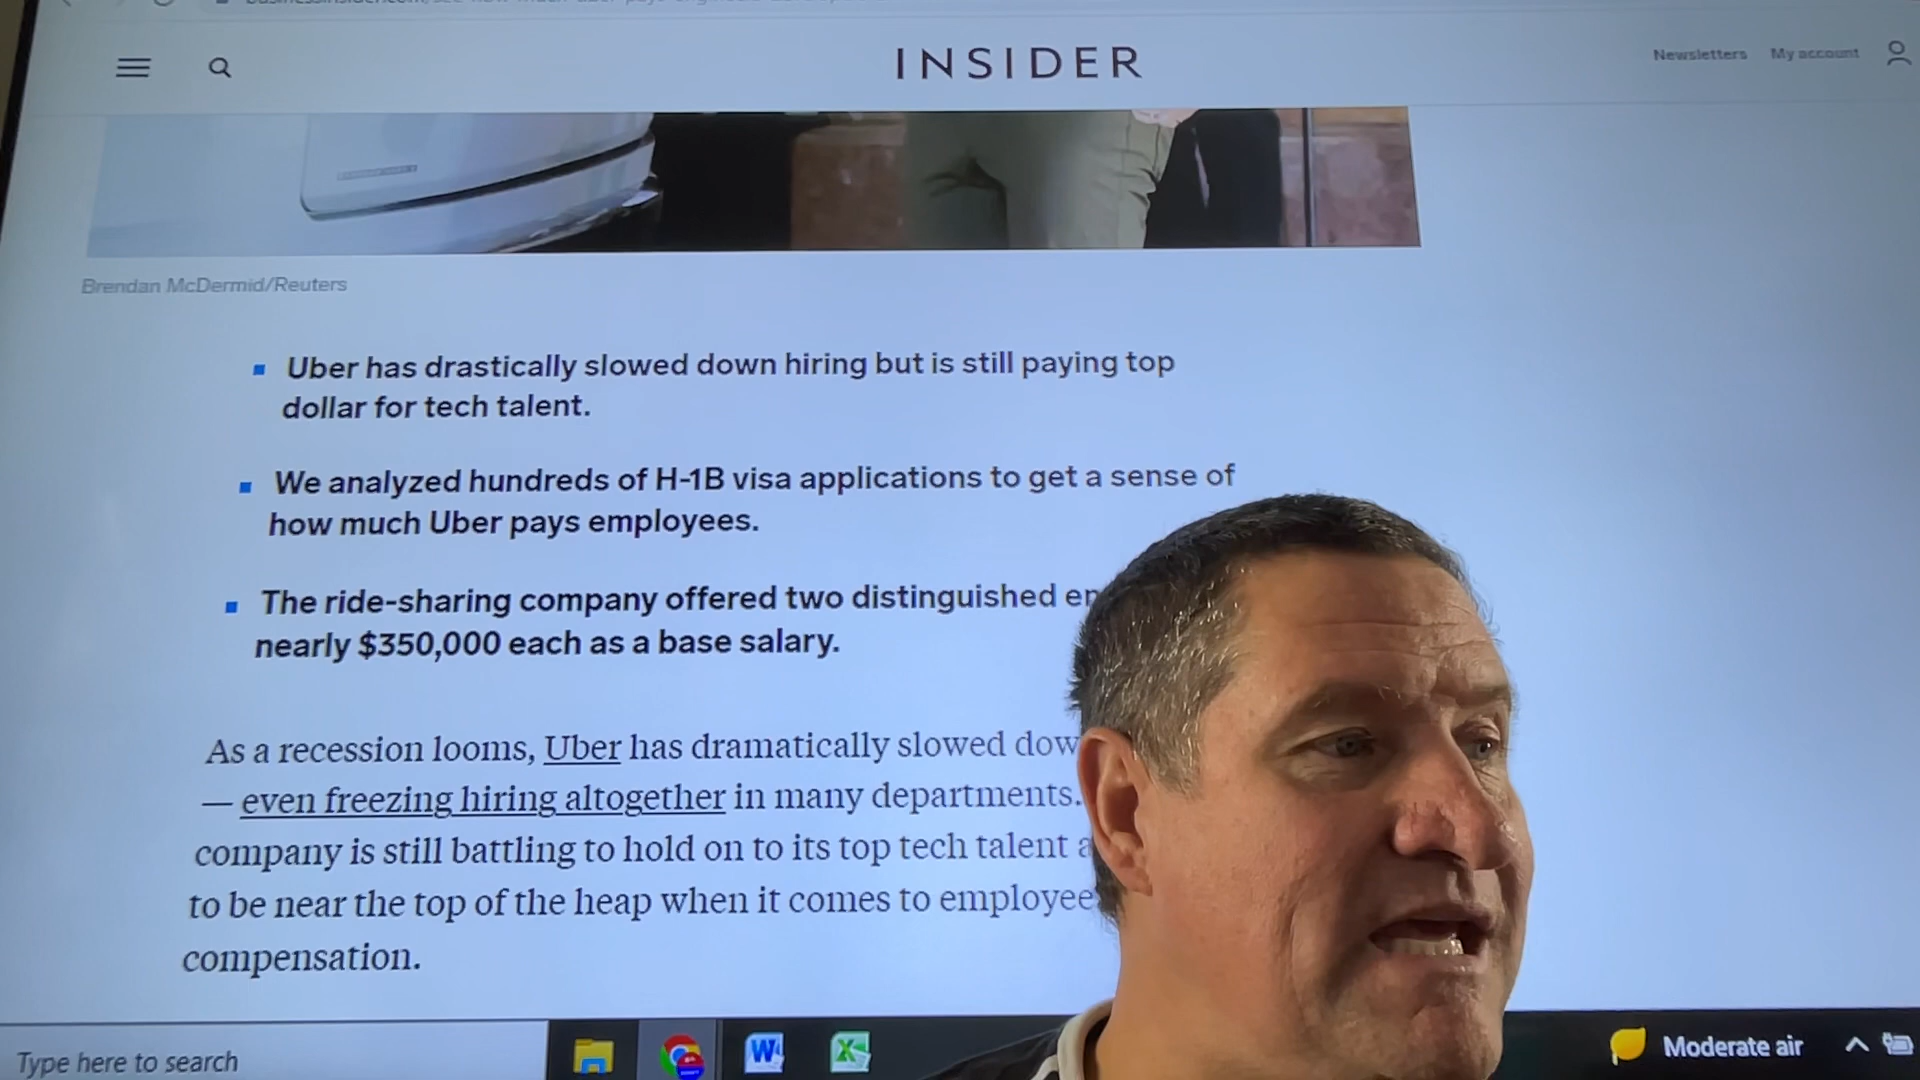 INSIDER
Newsletters My account
Brendan McDermid/Reuters
Uber has drastically slowed down hiring but is still paying top
dollar for tech talent.
We analyzed hundreds of H-1B visa applications to get a sense of
how much Uber pays employees.
The ride-sharing company offered two distinguished
nearly $350,000 each as a base salary.
As a recession looms, Uber has dramatically slowed
— even freezing hiring altogether in many departments.
company is still battling to hold on to its top tech talent
to be near the top of the heap when it comes to employee
compensation.
Type here to search
Moderate air